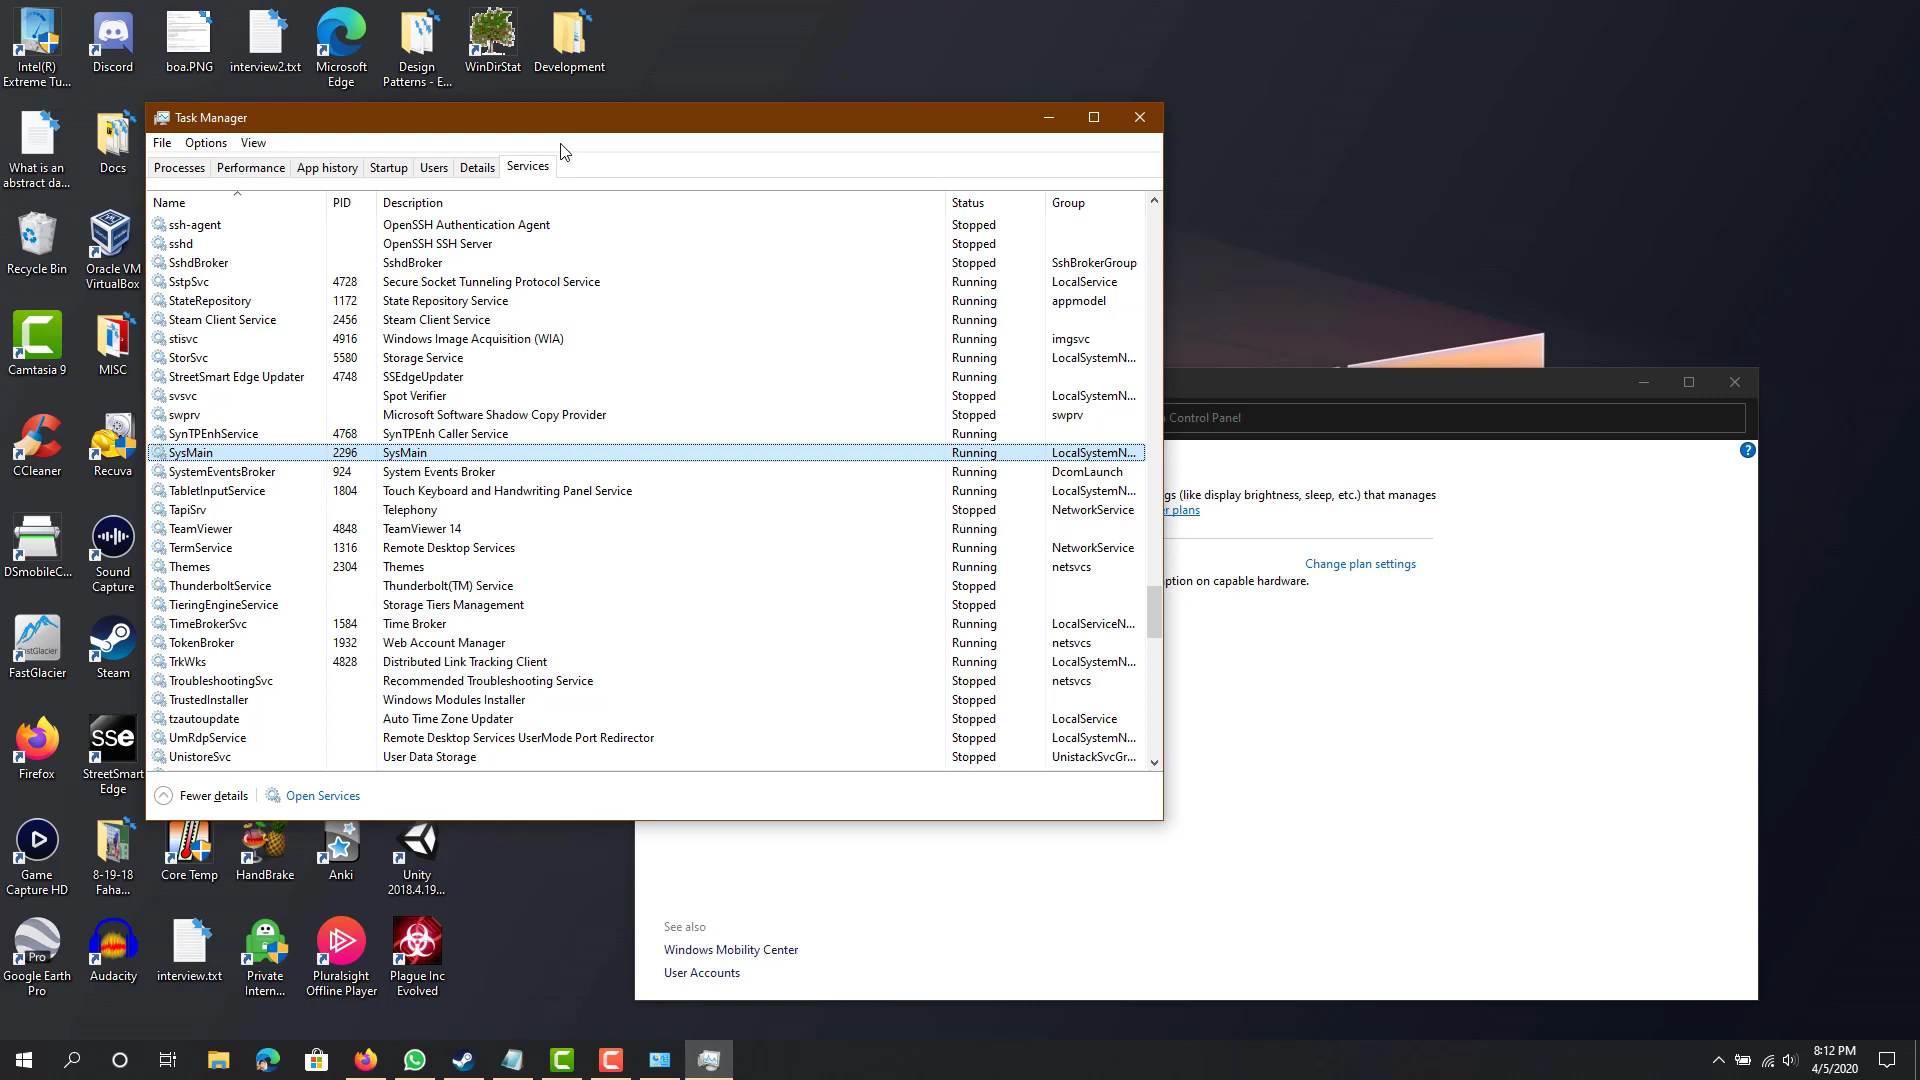 Intel(R)
Extreme Tu...
Discord
boa.PNG
interview2.txt
Microsoft
Edge
Design
Patterns - E...
WinDirStat
Development
What is an
abstract da...
Docs
Recycle Bin
Oracle VM
VirtualBox
Camtasia 9
MISC
CCleaner
Recuva
DSmobileC...
Sound
Capture
FastGlacier
Steam
Firefox
StreetSmart
Edge
Game
Capture HD
8-19-18
Faha...
Core Temp
HandBrake
Anki
Unity
2018.4.19...
Google Earth
Pro
Audacity
interview.txt
Private
Intern...
Pluralsight
Offline Player
Plague Inc
Evolved
Task Manager
File Options View
Processes Performance App history Startup Users Details Services
Name PID Description Status Group
ssh-agent OpenSSH Authentication Agent Stopped
sshd OpenSSH SSH Server Stopped
SshdBroker SshdBroker Stopped SshBrokerGroup
SstpSvc 4728 Secure Socket Tunneling Protocol Service Running LocalService
StateRepository 1172 State Repository Service Running appmodel
Steam Client Service 2456 Steam Client Service Running
stisvc 4916 Windows Image Acquisition (WIA) Running imgsvc
StorSvc 5580 Storage Service Running LocalSystemN...
StreetSmart Edge Updater 4748 SSEdgeUpdater Running
svsvc Spot Verifier Stopped LocalSystemN...
swprv Microsoft Software Shadow Copy Provider Stopped swprv
SynTPEnhService 4768 SynTPEnh Caller Service Running
SysMain 2296 SysMain Running LocalSystemN...
SystemEventsBroker 924 System Events Broker Running DcomLaunch
TabletInputService 1804 Touch Keyboard and Handwriting Panel Service Running LocalSystemN...
TapiSrv Telephony Stopped NetworkService
TeamViewer 4848 TeamViewer 14 Running
TermService 1316 Remote Desktop Services Running NetworkService
Themes 2304 Themes Running netsvcs
ThunderboltService Thunderbolt(TM) Service Stopped
TieringEngineService Storage Tiers Management Stopped
TimeBrokerSvc 1584 Time Broker Running LocalServiceN...
TokenBroker 1932 Web Account Manager Running netsvcs
TrkWks 4828 Distributed Link Tracking Client Running LocalSystemN...
TroubleshootingSvc Recommended Troubleshooting Service Stopped netsvcs
TrustedInstaller Windows Modules Installer Stopped
tzautoupdate Auto Time Zone Updater Stopped LocalService
UmRdpService Remote Desktop Services UserMode Port Redirector Stopped LocalSystemN...
UnistoreSvc User Data Storage Stopped UnistackSvcGr...
Fewer details Open Services
Control Panel
gs (like display brightness, sleep, etc.) that manages
er plans
Change plan settings
ption on capable hardware.
See also
Windows Mobility Center
User Accounts
sse
Pro
8:12 PM
4/5/2020